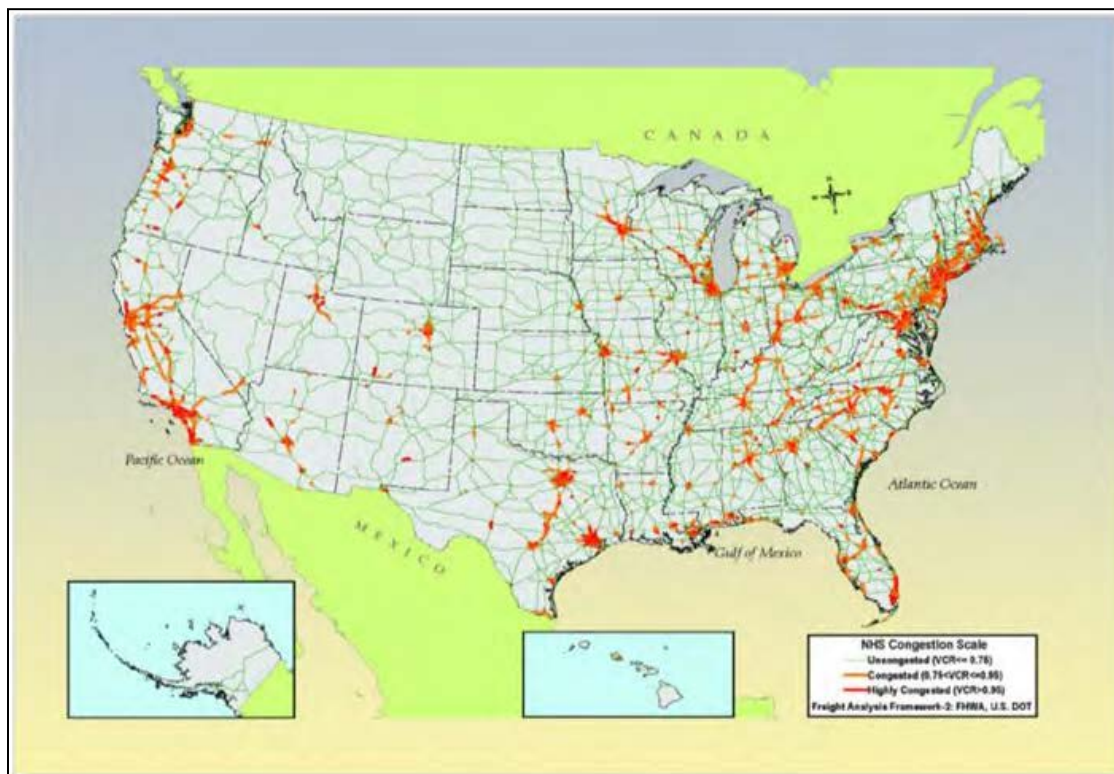 CANADA
Pacific Ocean
Atlantic Ocean
MEXICO
Gulf of Mexico
NHS Congestion Scale
Uncongested (VCR<= 0.75)
Congested (0.75<VCR<=0.95)
Highly Congested (VCR>0.95)
Freight Analysis Framework-2: FHWA, U.S. DOT